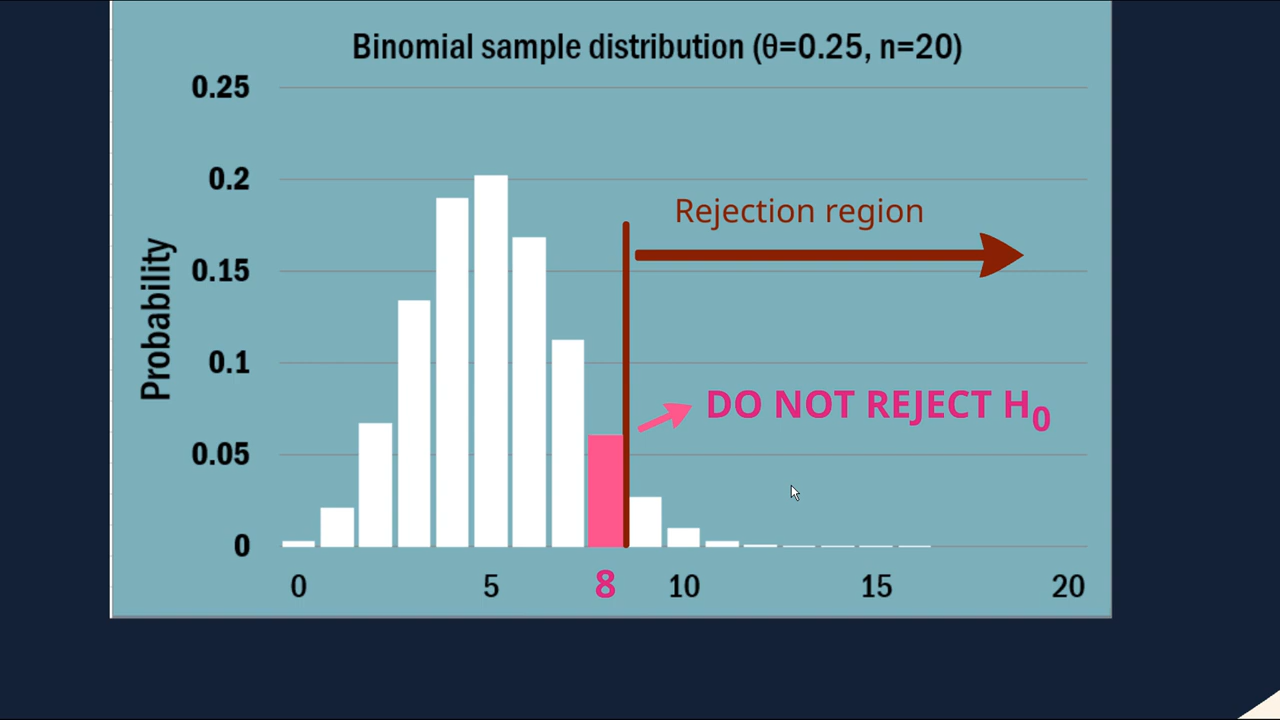 Binomial sample distribution (θ=0.25, n=20)
0.25
0.2
Rejection region
0.15
Probability
0.1
DO NOT REJECT H₀
0.05
0
0 5 8 10 15 20